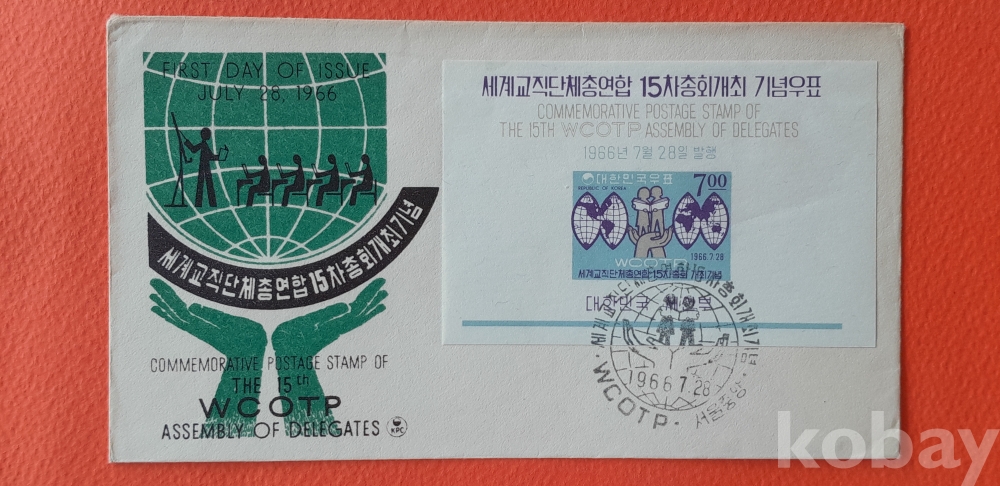 FIRST DAY OF ISSUE
JULY 28, 1966
세계교직단체총연합 15차총회개최기념
COMMEMORATIVE POSTAGE STAMP OF
THE 15th
WCOTP
ASSEMBLY OF DELEGATES
KPC
세계교직단체총연합 15차총회개최 기념우표
COMMEMORATIVE POSTAGE STAMP OF
THE 15TH WCOTP ASSEMBLY OF DELEGATES
1966년 7월 28일 발행
대한민국우표
REPUBLIC OF KOREA
7.00
1966.7.28
WCOTP
세계교직단체총연합 15차총회 개최 기념
대한민국 체신부
1966.7.28
WCOTP
kobay